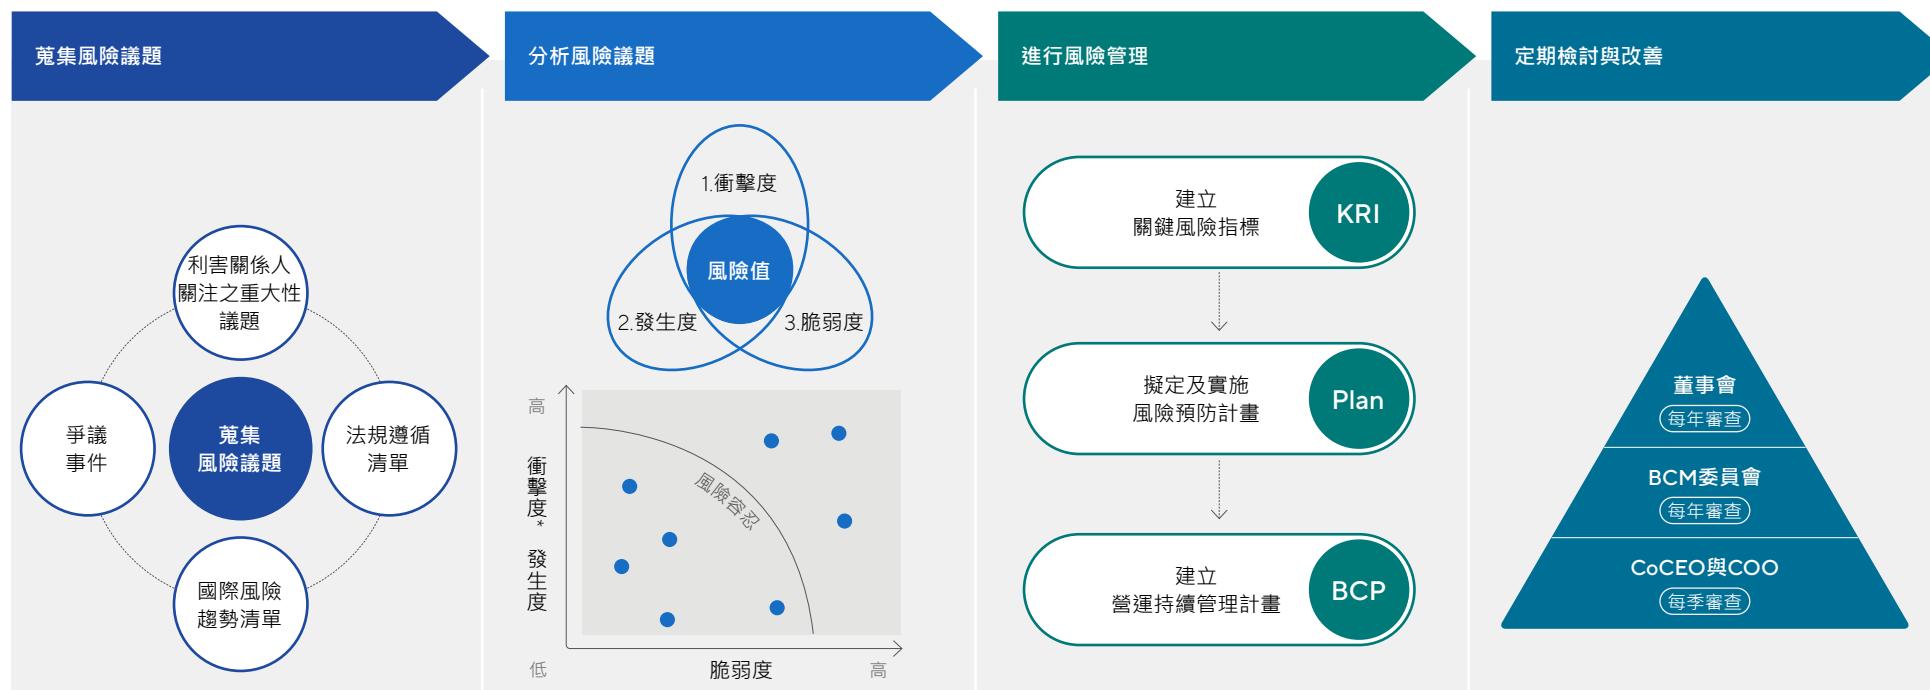 蒐集風險議題
分析風險議題
進行風險管理
定期檢討與改善
利害關係人
關注之重大性
議題
爭議
事件
蒐集
風險議題
法規遵循
清單
國際風險
趨勢清單
1.衝擊度
風險值
2.發生度
3.脆弱度
高
衝擊度*
發生度
風險容忍
低
脆弱度
高
建立
關鍵風險指標
KRI
擬定及實施
風險預防計畫
Plan
建立
營運持續管理計畫
BCP
董事會
每年審查
BCM委員會
每年審查
CoCEO與COO
每季審查